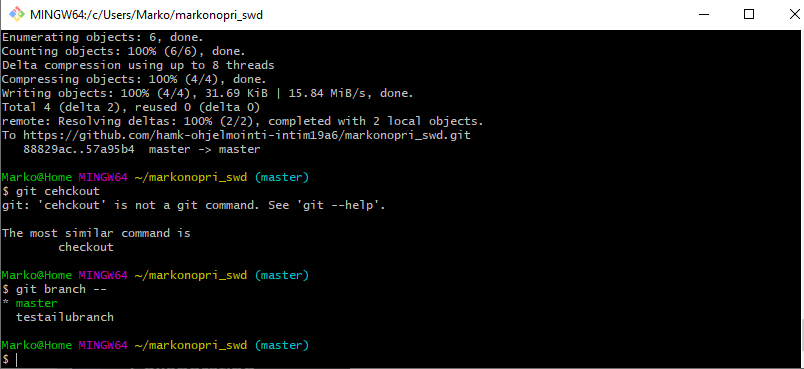 MINGW64:/c/Users/Marko/markonopri_swd
Enumerating objects: 6, done.
Counting objects: 100% (6/6), done.
Delta compression using up to 8 threads
Compressing objects: 100% (4/4), done.
Writing objects: 100% (4/4), 31.69 KiB | 15.84 MiB/s, done.
Total 4 (delta 2), reused 0 (delta 0)
remote: Resolving deltas: 100% (2/2), completed with 2 local objects.
To https://github.com/hamk-ohjelmointi-intim19a6/markonopri_swd.git
   88829ac..57a95b4  master -> master
Marko@Home MINGW64 ~/markonopri_swd (master)
$ git cehckout
git: 'cehckout' is not a git command. See 'git --help'.
The most similar command is
        checkout
Marko@Home MINGW64 ~/markonopri_swd (master)
$ git branch --
* master
  testailubranch
Marko@Home MINGW64 ~/markonopri_swd (master)
$